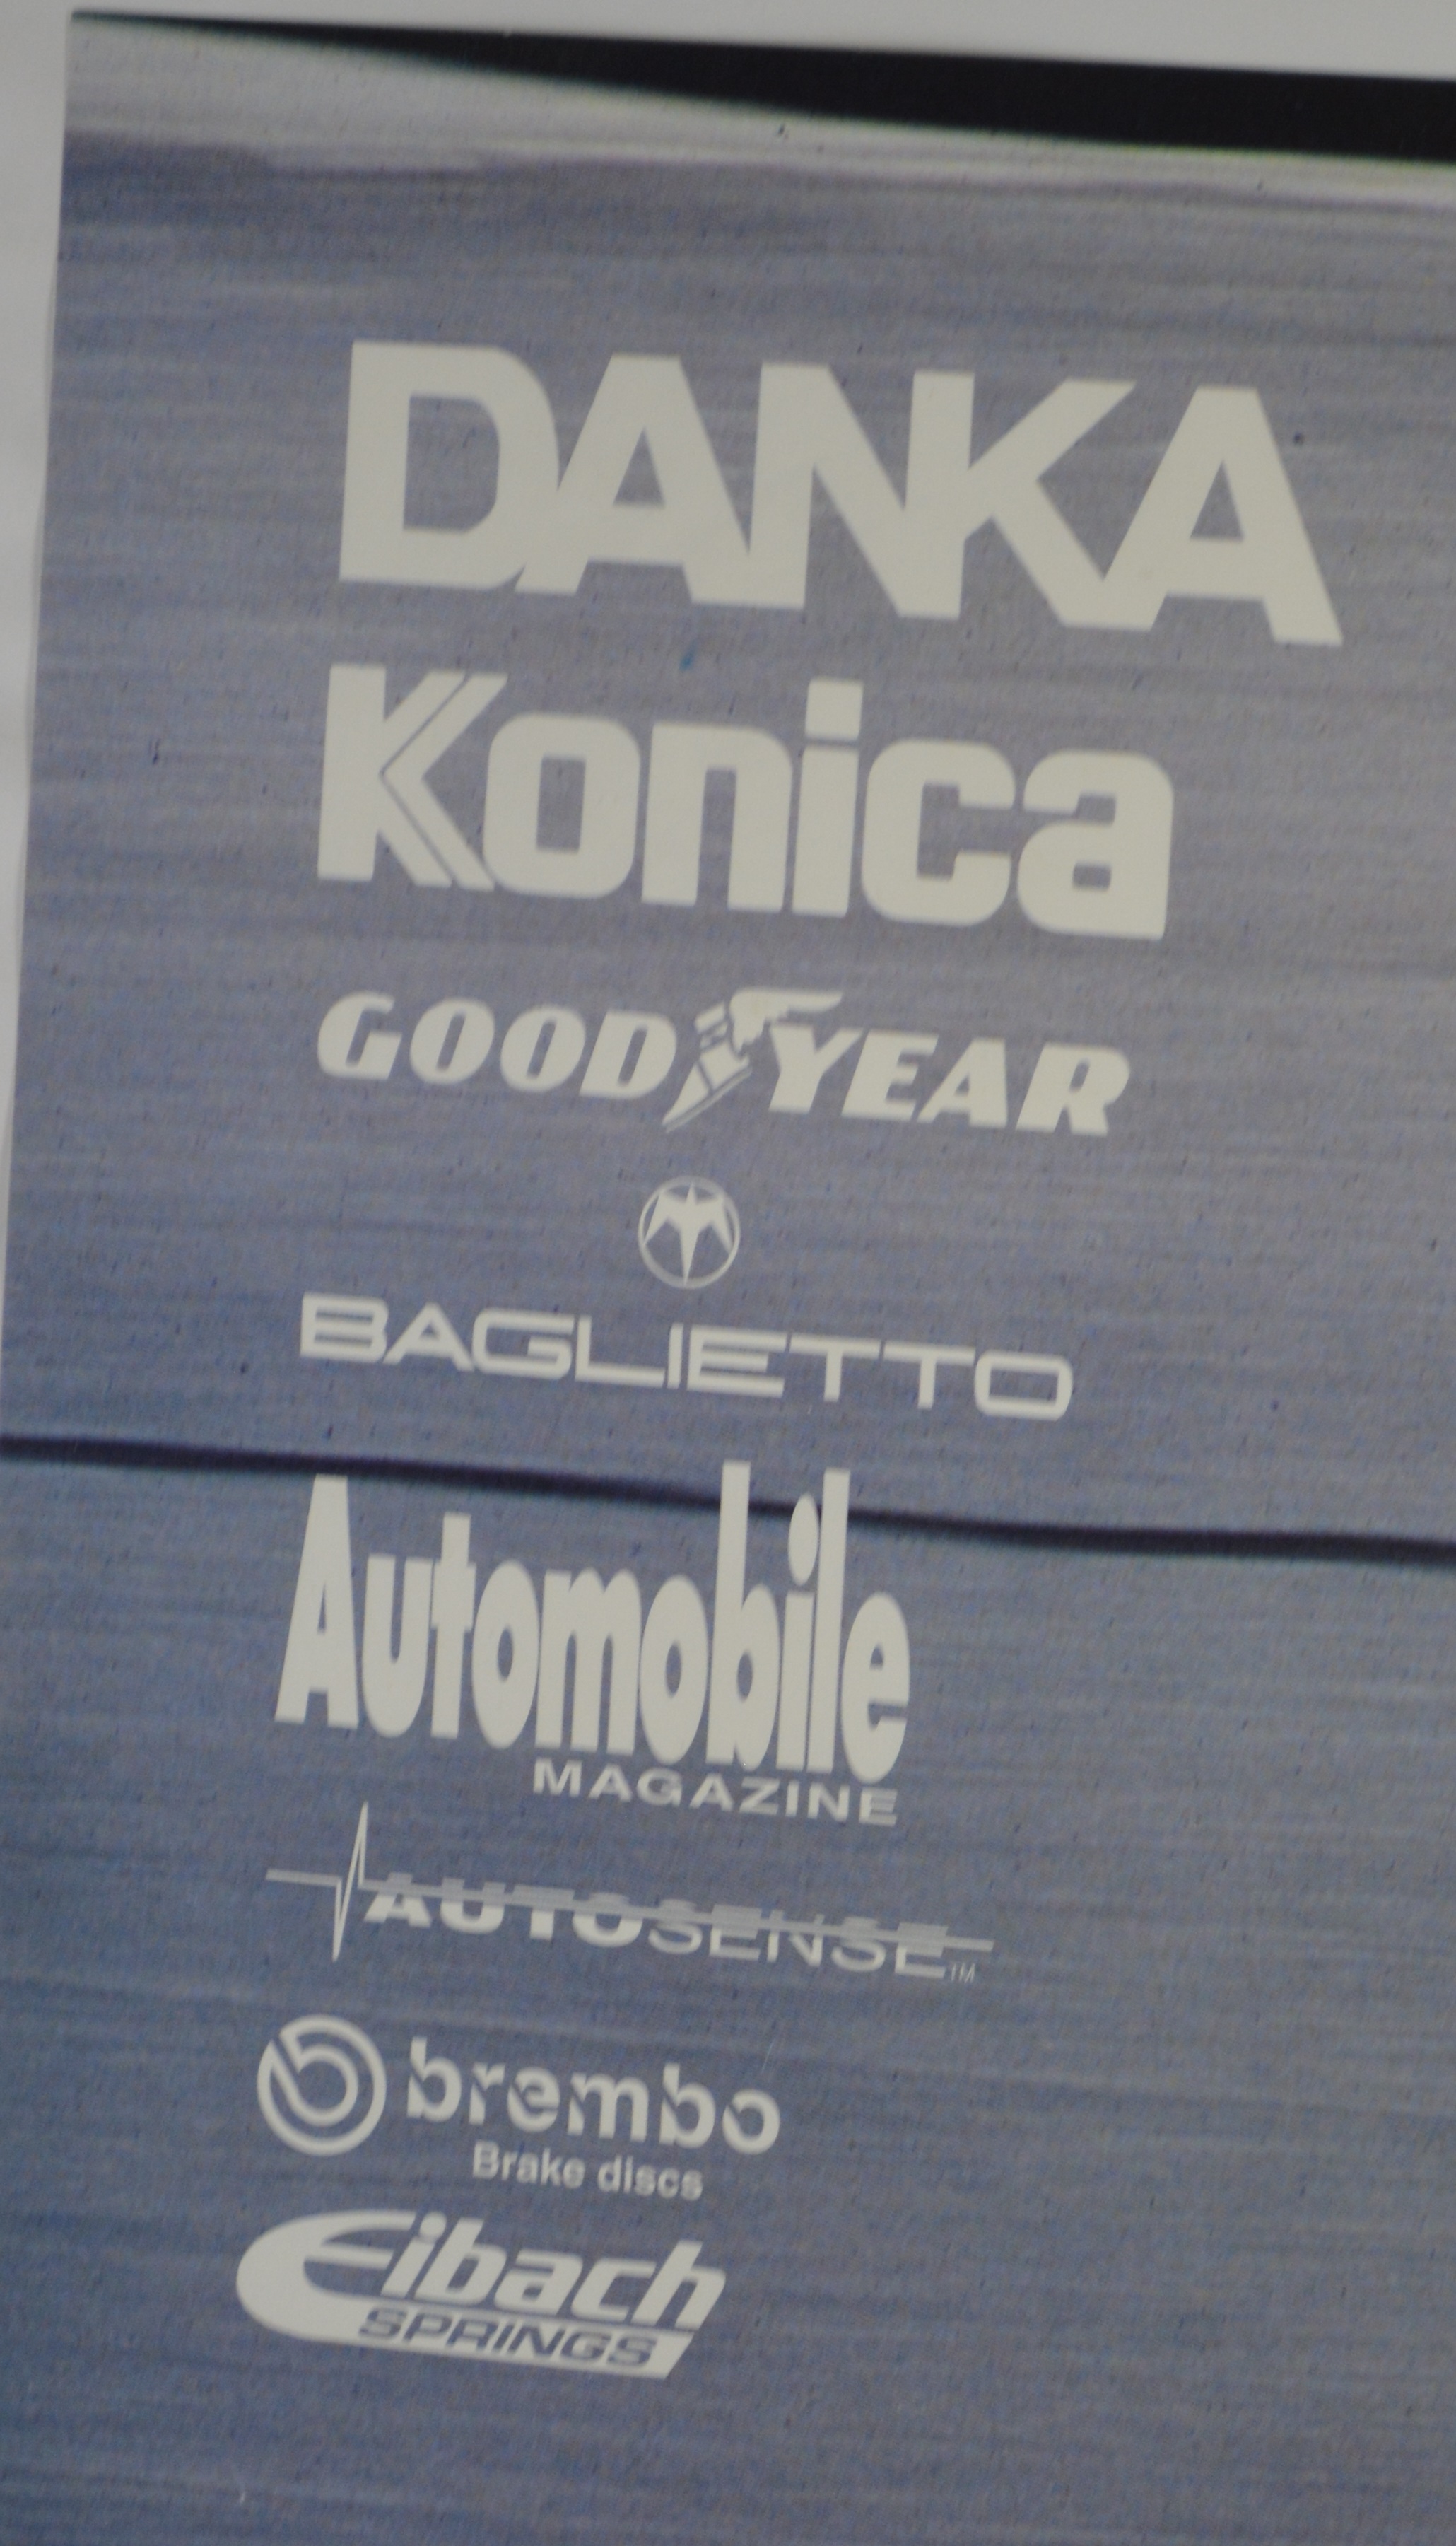 DANKA
Konica
GOODYEAR
BAGLIETTO
Automobile
MAGAZINE
AUTOSENSE™
brembo
Brake discs
Eibach
SPRINGS